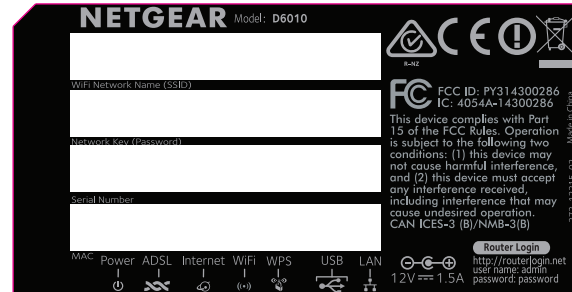 NETGEAR Model: D6010
R-NZ
WiFi Network Name (SSID)
Network Key (Password)
Serial Number
MAC
Power ADSL Internet WiFi WPS USB LAN
FCC ID: PY314300286
IC: 4054A-14300286
This device complies with Part
15 of the FCC Rules. Operation
is subject to the following two
conditions: (1) this device may
not cause harmful interference,
and (2) this device must accept
any interference received,
including interference that may
cause undesired operation.
CAN ICES-3 (B)/NMB-3(B)
Made in China
12V 1.5A
Router Login
http://routerlogin.net
user name: admin
password: password